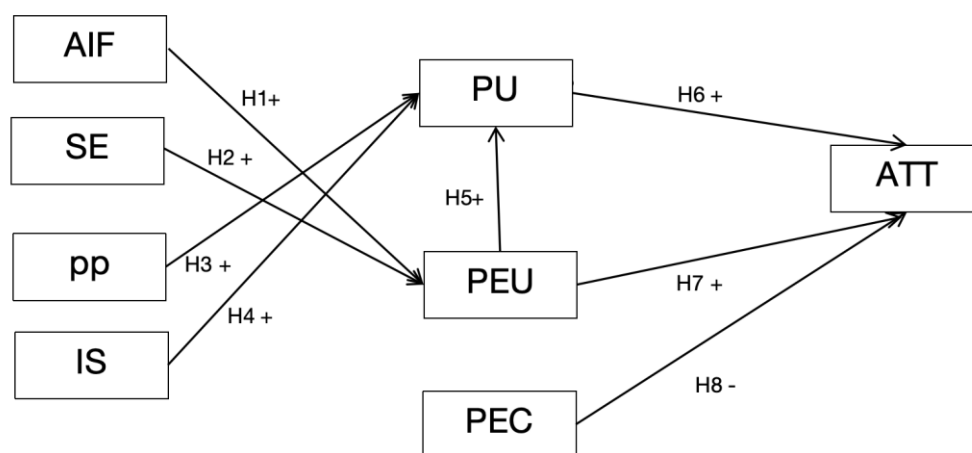 AIF
H1+
SE
H2 +
pp
H3 +
IS
H4 +
PU
H5+
PEU
PEC
H6 +
H7 +
H8 -
ATT